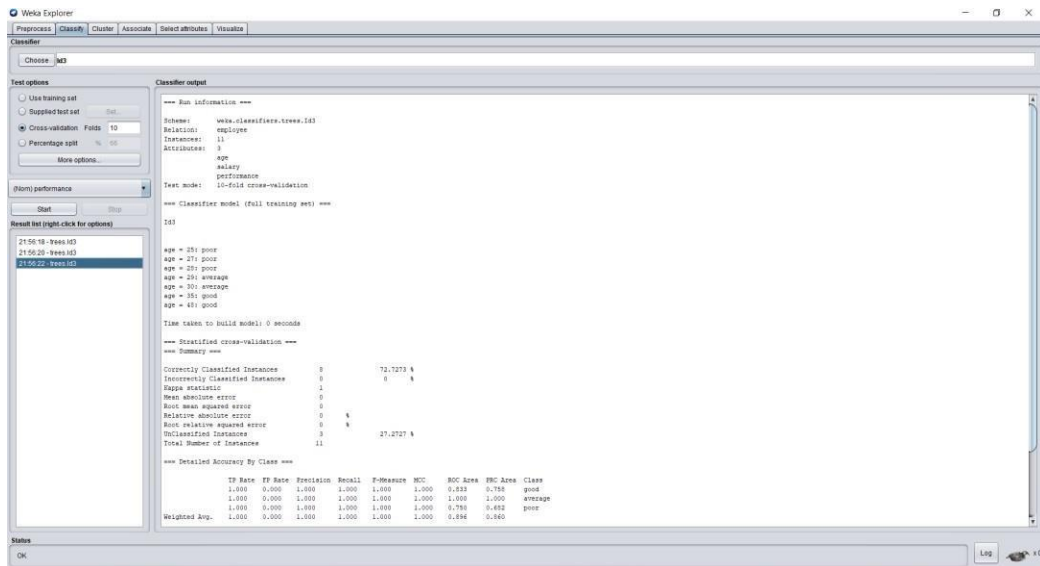 Weka Explorer
Preprocess Classify Cluster Associate Select attributes Visualize
Classifier
Choose Id3
Test options
Use training set
Supplied test set Set...
Cross-validation Folds 10
Percentage split % 66
More options...
(Nom) performance
Start Stop
Result list (right-click for options)
21:56:18 - trees.Id3
21:56:20 - trees.Id3
21:56:22 - trees.Id3
Classifier output
=== Run information ===
Scheme: weka.classifiers.trees.Id3
Relation: employee
Instances: 11
Attributes: 3
age
salary
performance
Test mode: 10-fold cross-validation
=== Classifier model (full training set) ===
Id3
age = 25: poor
age = 27: poor
age = 28: poor
age = 29: average
age = 30: average
age = 35: good
age = 48: good
Time taken to build model: 0 seconds
=== Stratified cross-validation ===
=== Summary ===
Correctly Classified Instances 8 72.7273 %
Incorrectly Classified Instances 0 0 %
Kappa statistic 1
Mean absolute error 0
Root mean squared error 0
Relative absolute error 0 %
Root relative squared error 0 %
UnClassified Instances 3 27.2727 %
Total Number of Instances 11
=== Detailed Accuracy By Class ===
TP Rate FP Rate Precision Recall F-Measure MCC ROC Area PRC Area Class
1.000 0.000 1.000 1.000 1.000 1.000 0.833 0.758 good
1.000 0.000 1.000 1.000 1.000 1.000 1.000 1.000 average
1.000 0.000 1.000 1.000 1.000 1.000 0.750 0.652 poor
Weighted Avg. 1.000 0.000 1.000 1.000 1.000 1.000 0.896 0.860
Status
OK
Log
x 0